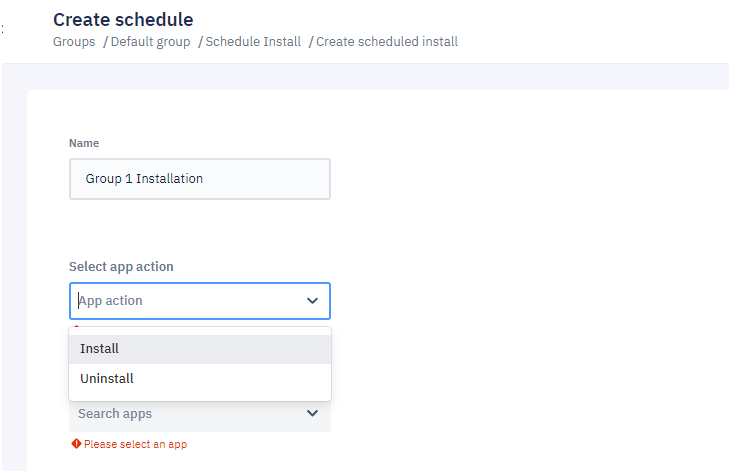 Create schedule
Groups / Default group / Schedule Install / Create scheduled install
Name
Group 1 Installation
Select app action
App action
Install
Uninstall
Search apps
Please select an app